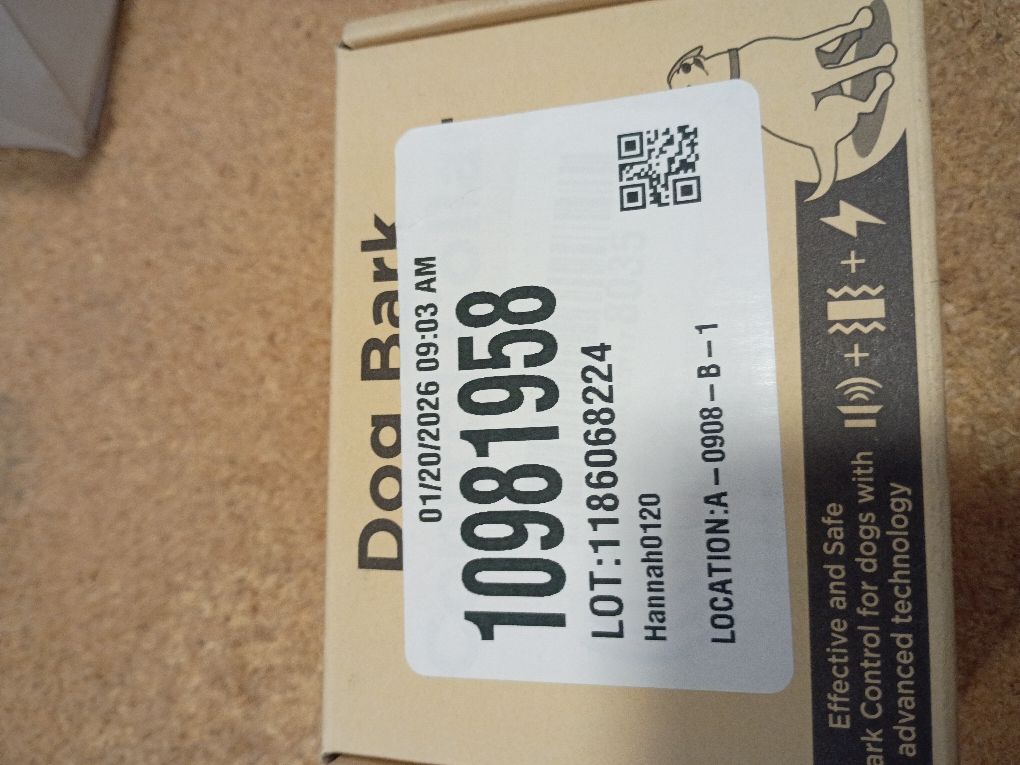 Dog Bark
01/20/2026 09:03 AM
10981958
LOT:1186068224
Hannah0120
LOCATION:A-0908-B-1
Effective and Safe
ark Control for dogs with
advanced technology